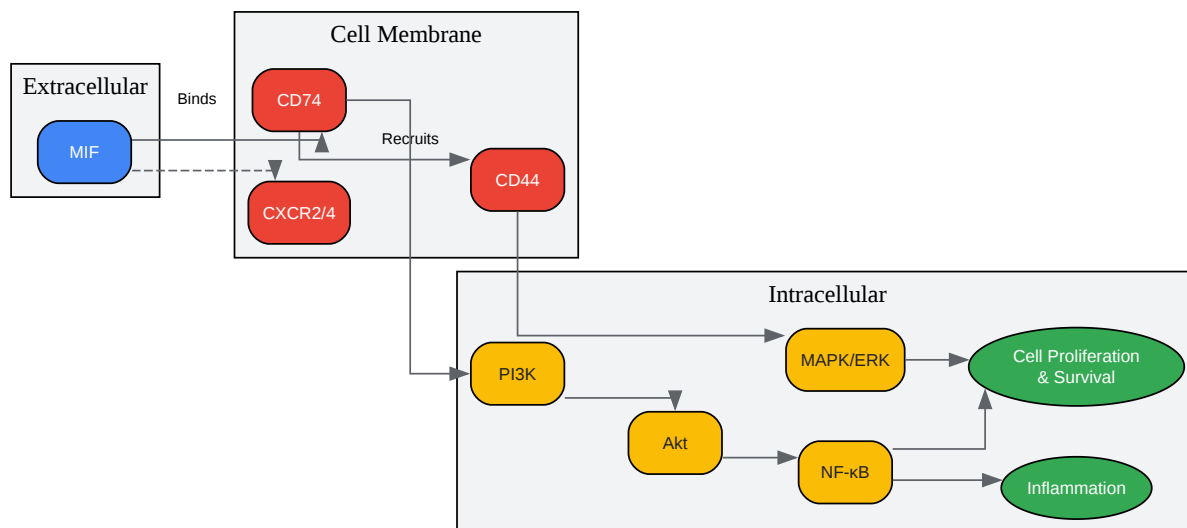 Cell Membrane
Extracellular
Binds
CD74
MIF
Recruits
CD44
CXCR2/4
Intracellular
PI3K
MAPK/ERK
Cell Proliferation
& Survival
Akt
NF-κB
Inflammation